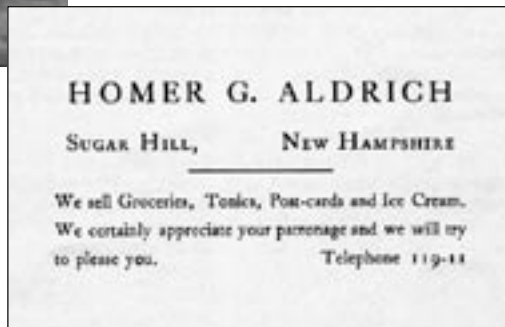 HOMER G. ALDRICH
SUGAR HILL, NEW HAMPSHIRE
We sell Groceries, Tonics, Post-cards and Ice Cream.
We certainly appreciate your patronage and we will try
to please you. Telephone 119-11